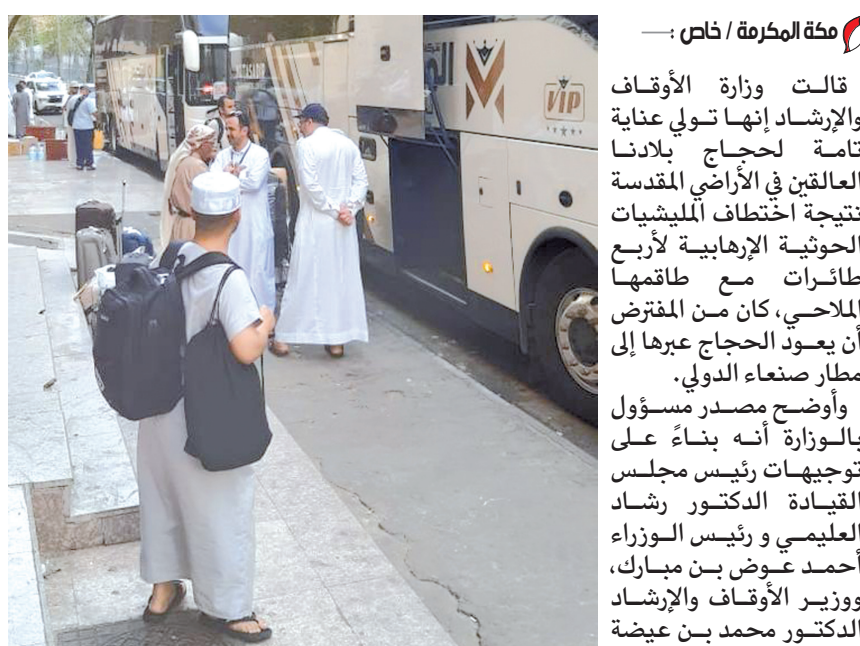 مكة المكرمة / خاص :
قالت وزارة الأوقاف
والإرشاد إنها تولي عناية
تامة لحجاج بلادنا
العالقين في الأراضي المقدسة
نتيجة اختطاف المليشيات
الحوثية الإرهابية لأربع
طائرات مع طاقمها
الملاحي، كان من المفترض
أن يعود الحجاج عبرها إلى
مطار صنعاء الدولي.
وأوضح مصدر مسؤول
بالوزارة أنه بناءً على
توجيهات رئيس مجلس
القيادة الدكتور رشاد
العليمي و رئيس الوزراء
أحمد عوض بن مبارك،
ووزير الأوقاف والإرشاد
الدكتور محمد بن عيضة
VIP